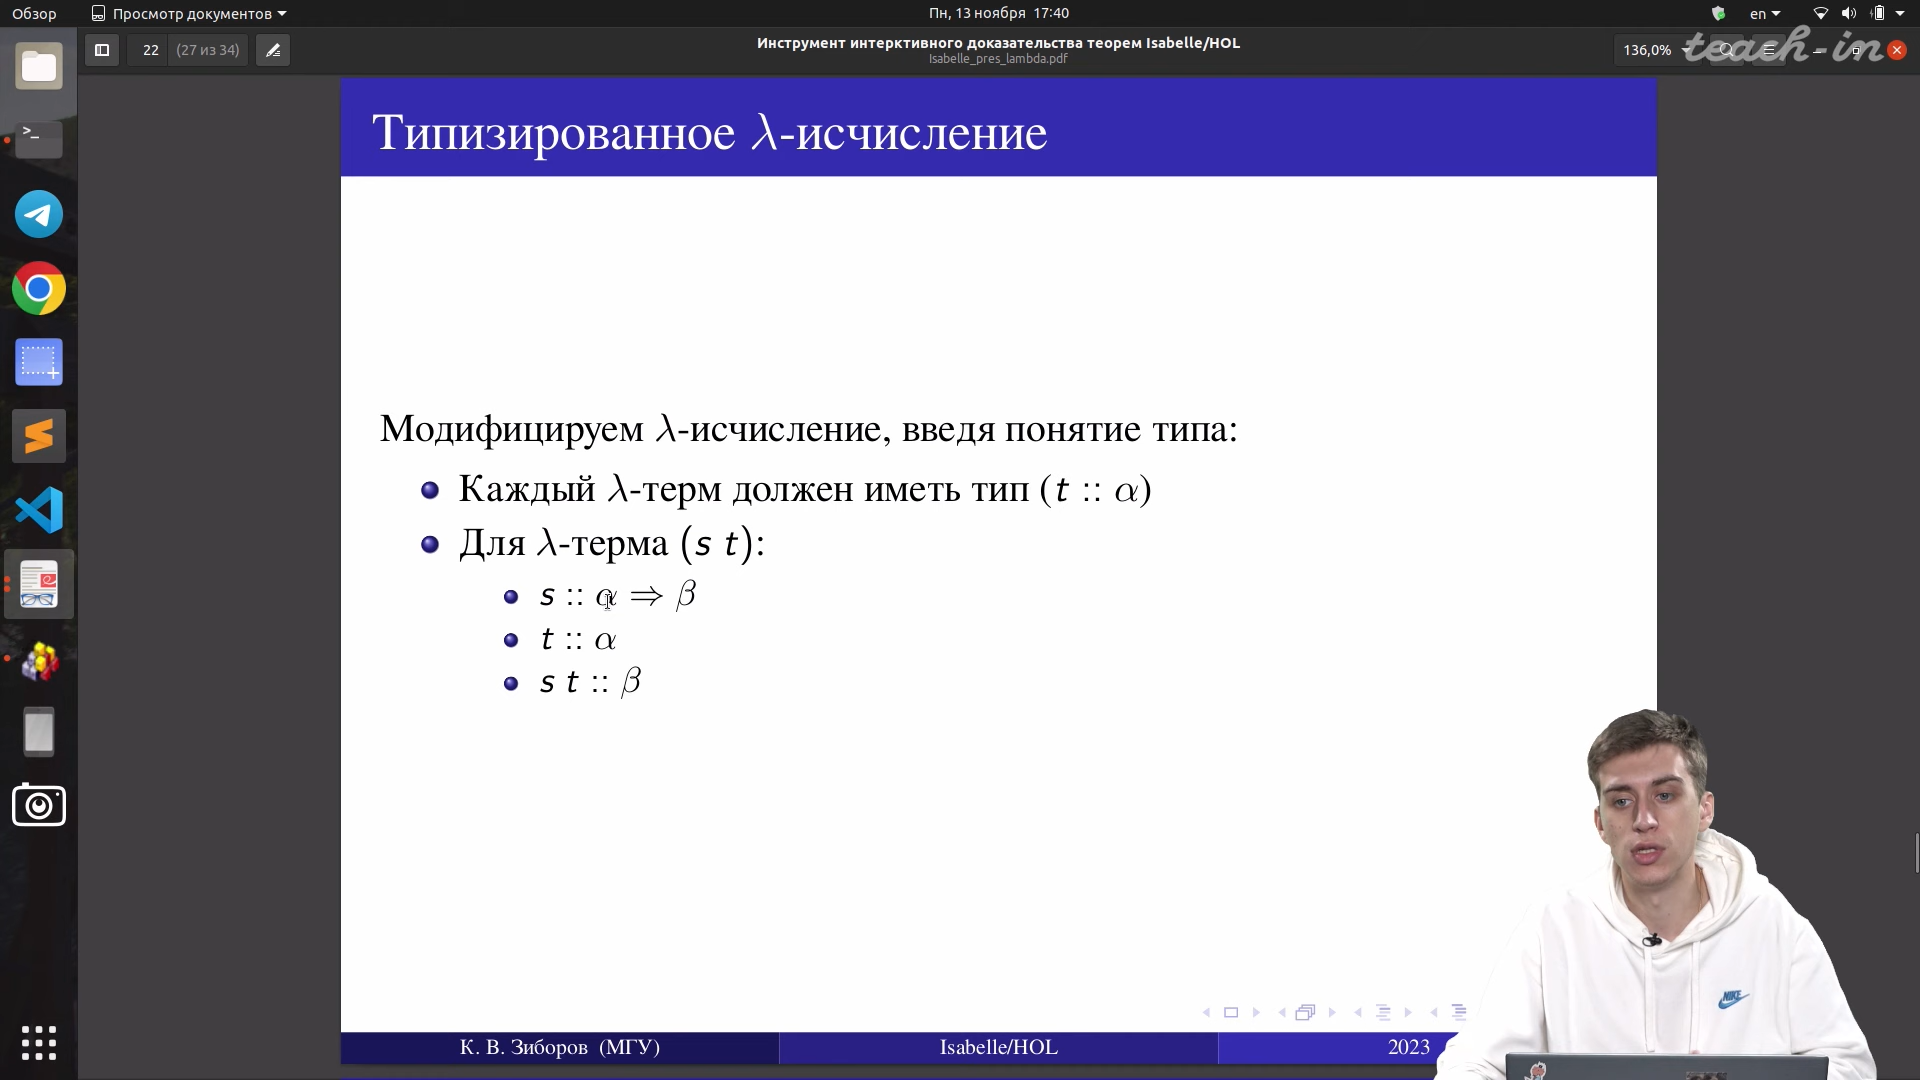 Обзор
Просмотр документов
Пн, 13 ноября 17:40
en
22
(27 из 34)
Инструмент интерктивного доказательства теорем Isabelle/HOL
Isabelle_pres_lambda.pdf
136,0%
teach-in
Типизированное λ-исчисление
Модифицируем λ-исчисление, введя понятие типа:
Каждый λ-терм должен иметь тип (t :: α)
Для λ-терма (s t):
s :: α ⇒ β
t :: α
s t :: β
NIKE
К. В. Зиборов (МГУ)
Isabelle/HOL
2023